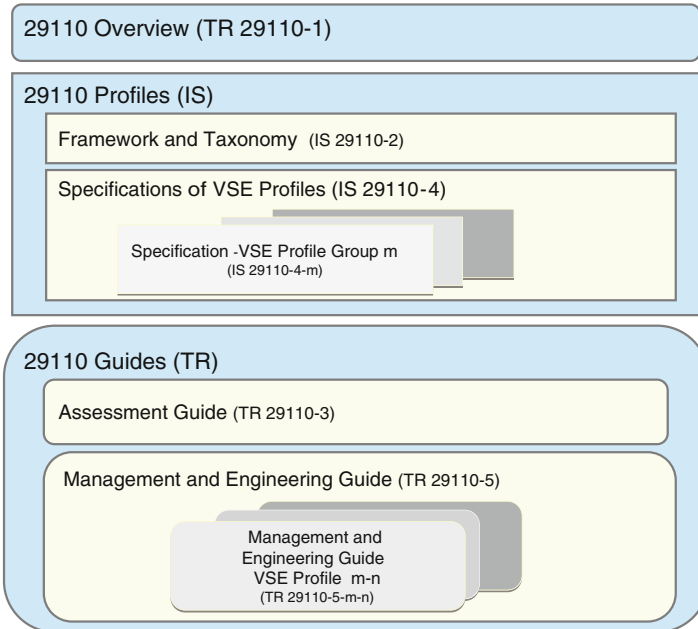 29110 Overview (TR 29110-1)
29110 Profiles (IS)
Framework and Taxonomy (IS 29110-2)
Specifications of VSE Profiles (IS 29110-4)
Specification -VSE Profile Group m
(IS 29110-4-m)
29110 Guides (TR)
Assessment Guide (TR 29110-3)
Management and Engineering Guide (TR 29110-5)
Management and
Engineering Guide
VSE Profile m-n
(TR 29110-5-m-n)